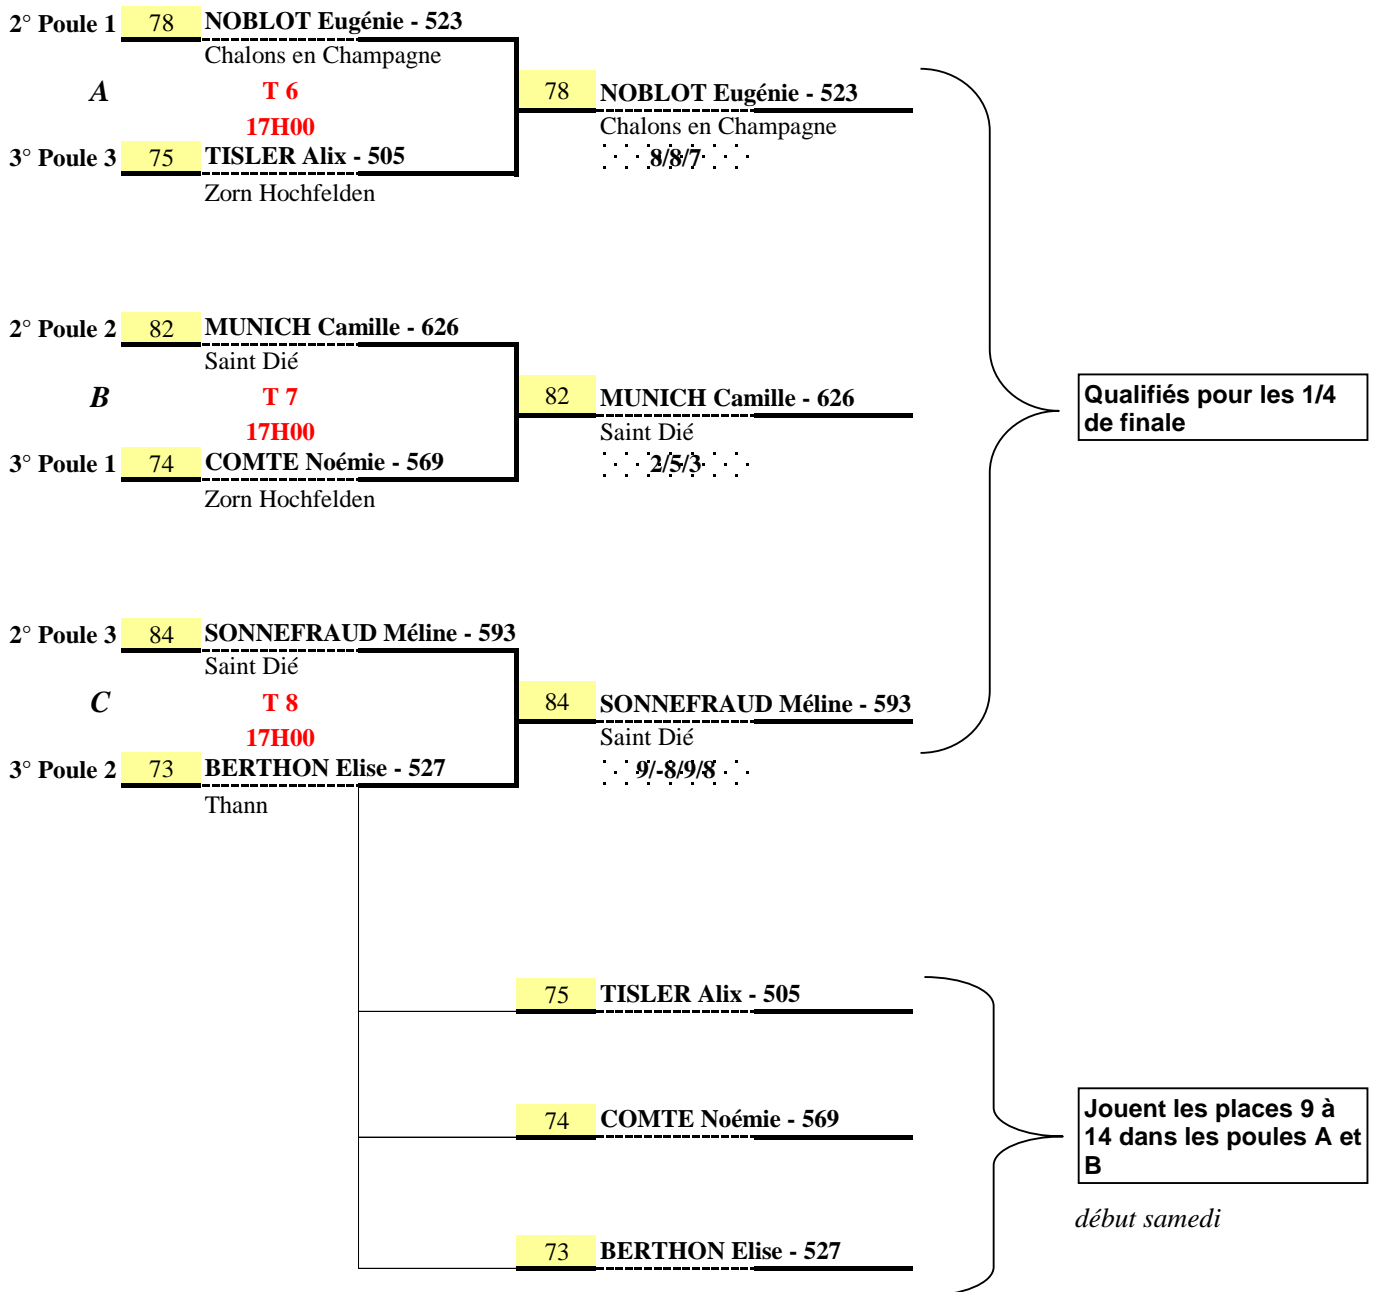 2° Poule 1 78 NOBLOT Eugénie - 523
Chalons en Champagne
A T 6 78 NOBLOT Eugénie - 523
17H00 Chalons en Champagne
3° Poule 3 75 TISLER Alix - 505 8/8/7
Zorn Hochfelden
2° Poule 2 82 MUNICH Camille - 626
Saint Dié
B T 7 82 MUNICH Camille - 626
Qualifiés pour les 1/4
de finale
17H00 Saint Dié
3° Poule 1 74 COMTE Noémie - 569 2/5/3
Zorn Hochfelden
2° Poule 3 84 SONNEFRAUD Méline - 593
Saint Dié
C T 8 84 SONNEFRAUD Méline - 593
17H00 Saint Dié
3° Poule 2 73 BERTHON Elise - 527 9/-8/9/8
Thann
75 TISLER Alix - 505
74 COMTE Noémie - 569
Jouent les places 9 à
14 dans les poules A et
B
début samedi
73 BERTHON Elise - 527